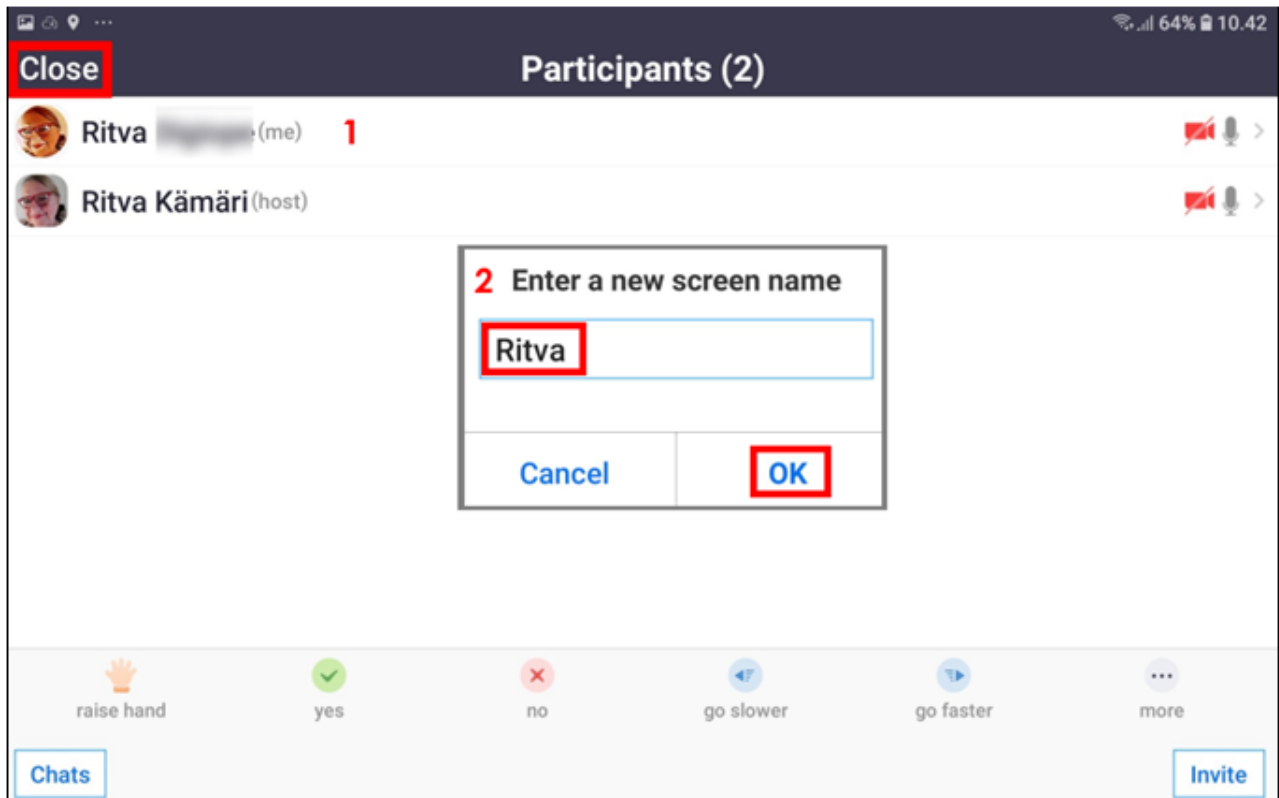 64% 10.42
Close Participants (2)
Ritva (me) 1
Ritva Kämäri (host)
2 Enter a new screen name
Ritva
Cancel OK
raise hand yes no go slower go faster more
Chats Invite